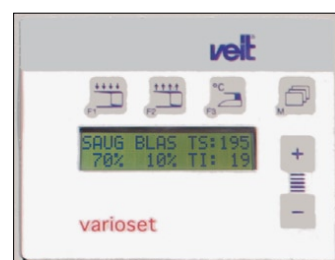 veit
°C
F1
F2
F3
M
SAUG BLAS TS:195
70% 10% TI: 19
+
-
varioset